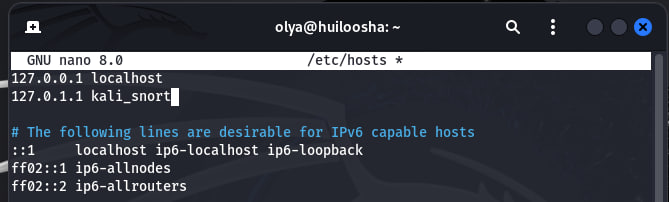 olya@huiloosha: ~
GNU nano 8.0 /etc/hosts *
127.0.0.1 localhost
127.0.1.1 kali_snort
# The following lines are desirable for IPv6 capable hosts
::1     localhost ip6-localhost ip6-loopback
ff02::1 ip6-allnodes
ff02::2 ip6-allrouters